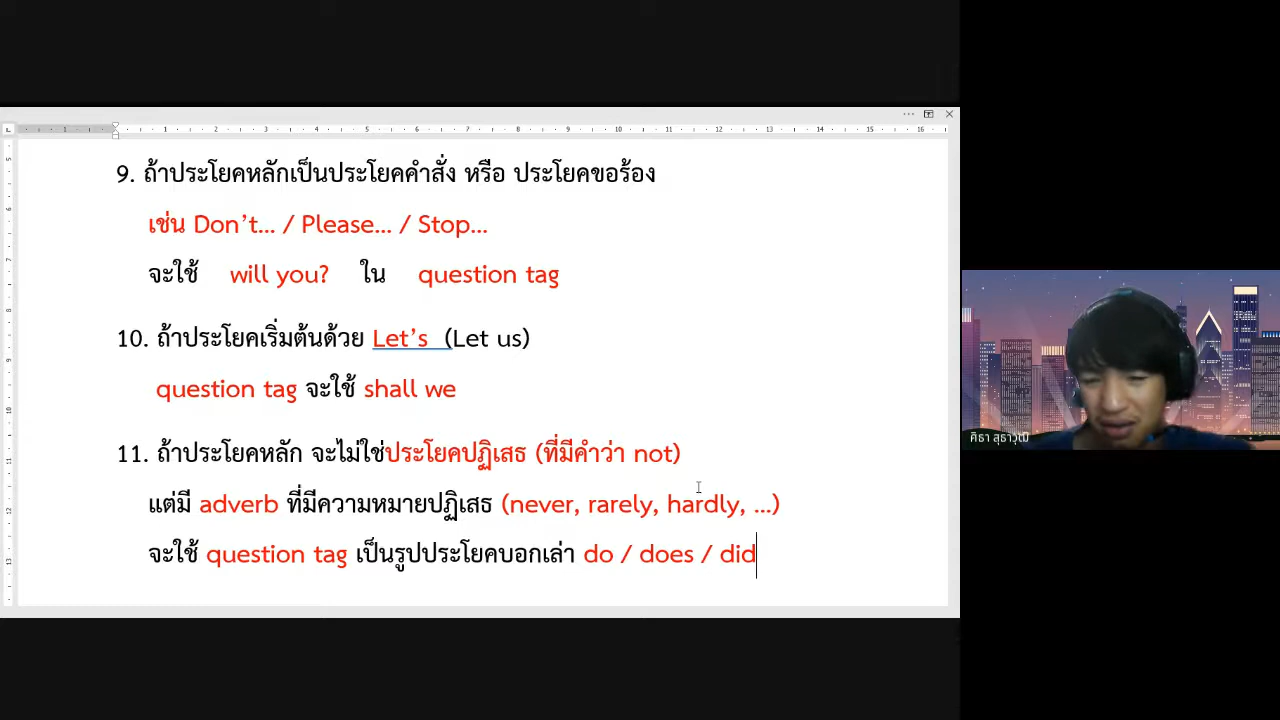 9. ถ้าประโยคหลักเป็นประโยคคำสั่ง หรือ ประโยคขอร้อง
เช่น Don't... / Please... / Stop...
จะใช้ will you? ใน question tag
10. ถ้าประโยคเริ่มต้นด้วย Let's (Let us)
question tag จะใช้ shall we
11. ถ้าประโยคหลัก จะไม่ใช่ประโยคปฏิเสธ (ที่มีคำว่า not)
แต่มี adverb ที่มีความหมายปฏิเสธ (never, rarely, hardly, ...)
จะใช้ question tag เป็นรูปประโยคบอกเล่า do / does / did
ศิธา สุธาวุฒิ